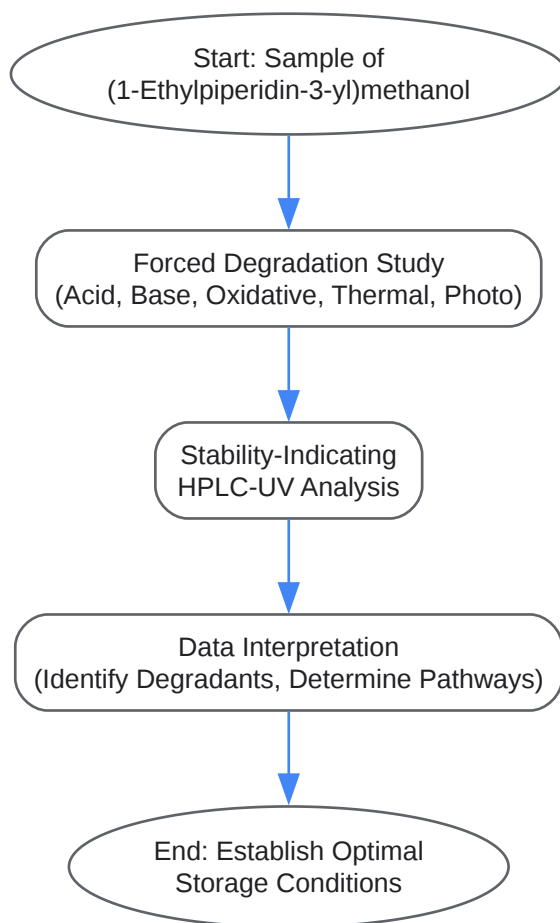 Start: Sample of
(1-Ethylpiperidin-3-yl)methanol
Forced Degradation Study
(Acid, Base, Oxidative, Thermal, Photo)
Stability-Indicating
HPLC-UV Analysis
Data Interpretation
(Identify Degradants, Determine Pathways)
End: Establish Optimal
Storage Conditions